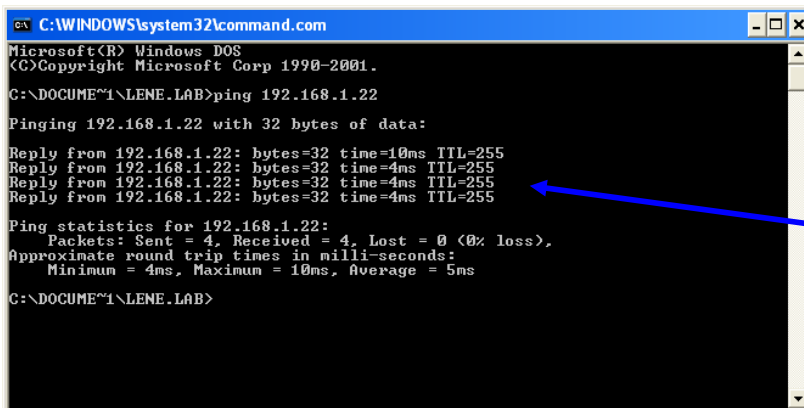 C:\WINDOWS\system32\command.com
Microsoft(R) Windows DOS
(C)Copyright Microsoft Corp 1990-2001.
C:\DOCUME~1\LENE.LAB>ping 192.168.1.22
Pinging 192.168.1.22 with 32 bytes of data:
Reply from 192.168.1.22: bytes=32 time=10ms TTL=255
Reply from 192.168.1.22: bytes=32 time=4ms TTL=255
Reply from 192.168.1.22: bytes=32 time=4ms TTL=255
Reply from 192.168.1.22: bytes=32 time=4ms TTL=255
Ping statistics for 192.168.1.22:
    Packets: Sent = 4, Received = 4, Lost = 0 (0% loss),
Approximate round trip times in milli-seconds:
    Minimum = 4ms, Maximum = 10ms, Average = 5ms
C:\DOCUME~1\LENE.LAB>